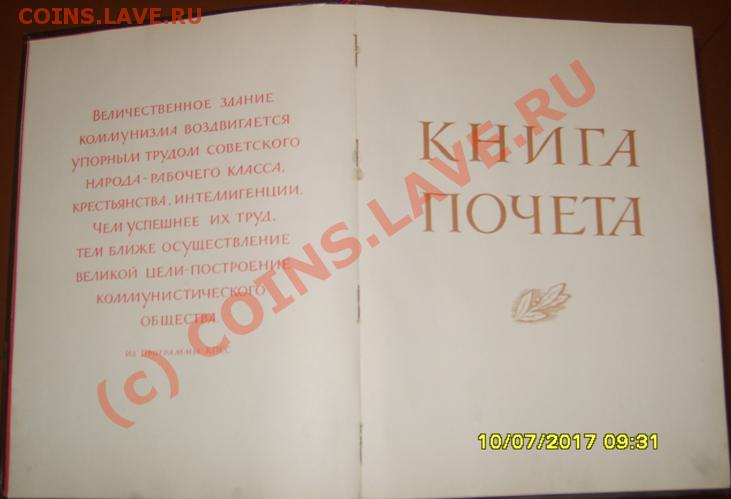 COINS.LAVE.RU
ВЕЛИЧЕСТВЕННОЕ ЗДАНИЕ
КОММУНИЗМА ВОЗДВИГАЕТСЯ
УПОРНЫМ ТРУДОМ СОВЕТСКОГО
НАРОДА-РАБОЧЕГО КЛАССА,
КРЕСТЬЯНСТВА, ИНТЕЛЛИГЕНЦИИ.
ЧЕМ УСПЕШНЕЕ ИХ ТРУД,
ТЕМ БЛИЖЕ ОСУЩЕСТВЛЕНИЕ
ВЕЛИКОЙ ЦЕЛИ-ПОСТРОЕНИЕ
КОММУНИСТИЧЕСКОГО
ОБЩЕСТВА.
ИЗ ПРОГРАММЫ КПСС
КНИГА
ПОЧЕТА
(c) COINS.LAVE.RU
10/07/2017 09:31